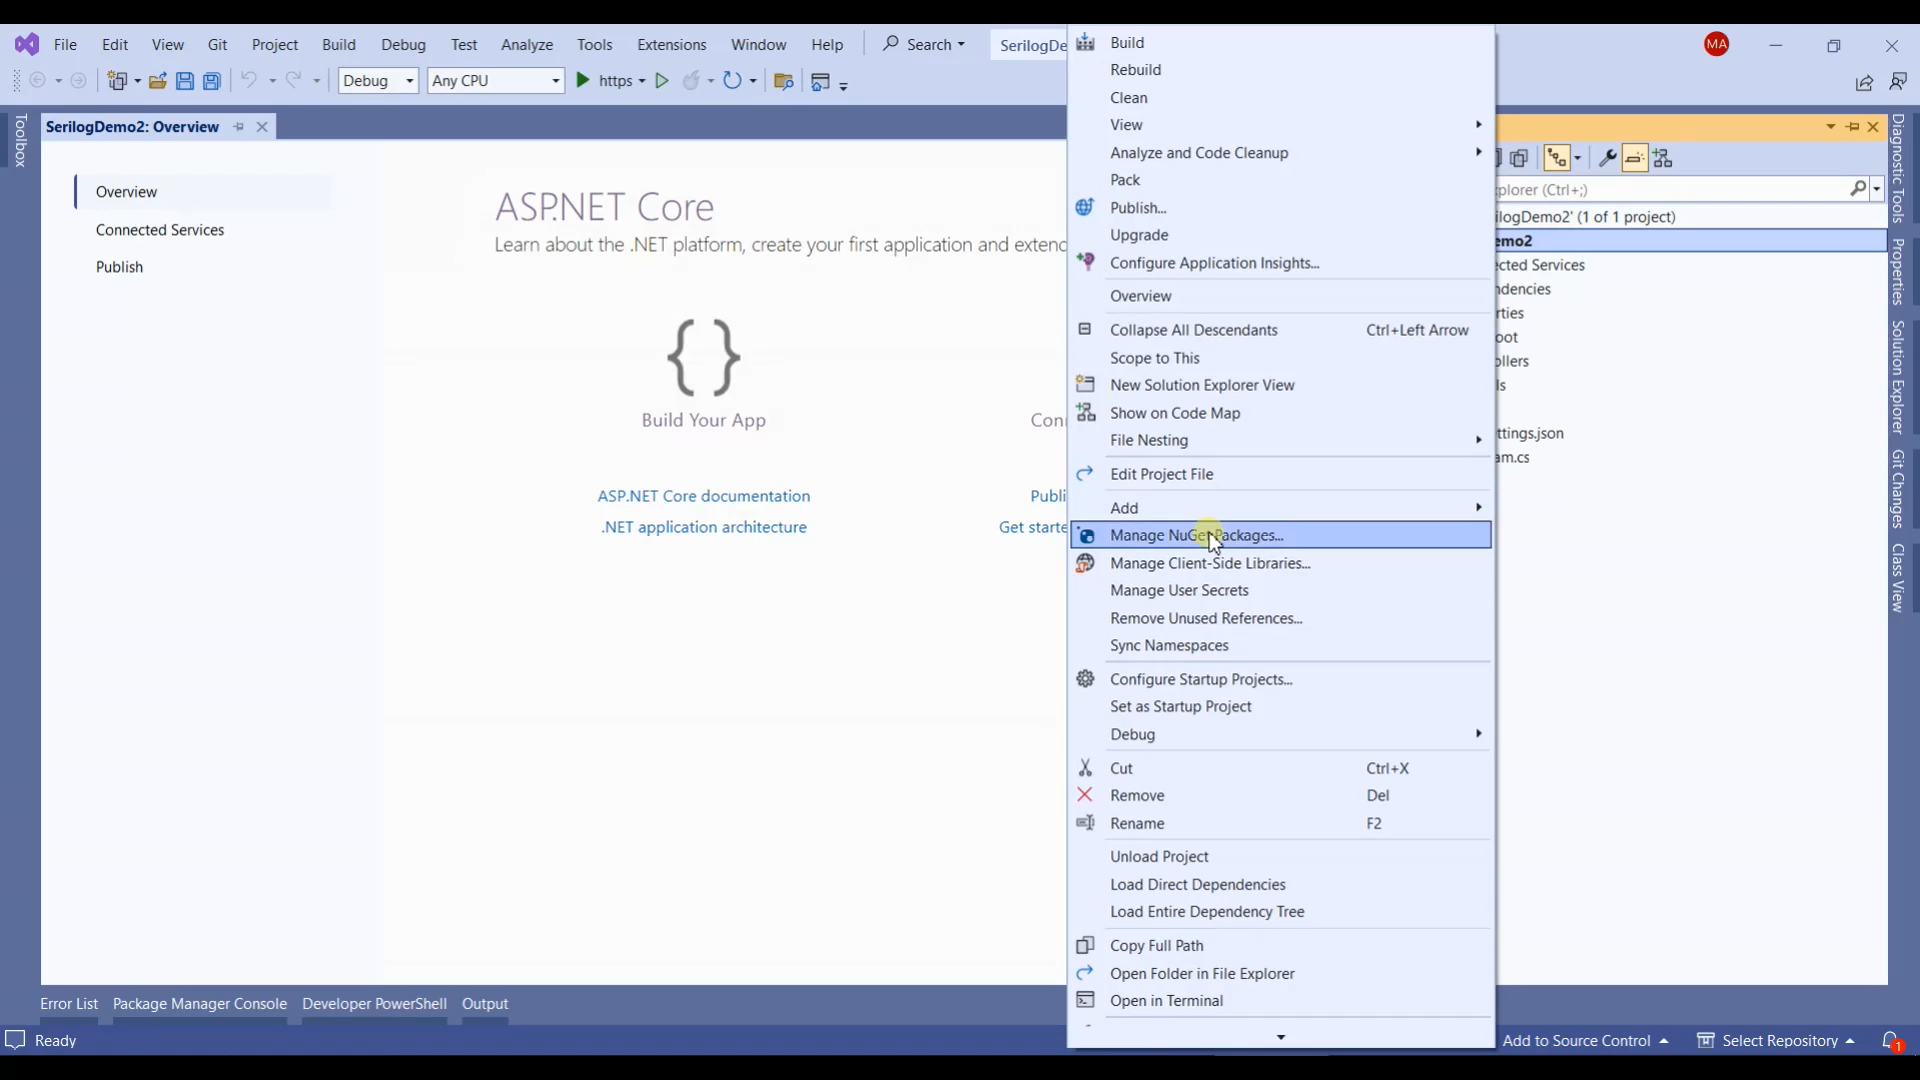 File Edit View Git Project Build Debug Test Analyze Tools Extensions Window Help Search SerilogDe MA
Debug Any CPU https
Toolbox
SerilogDemo2: Overview
Overview
Connected Services
Publish
ASP.NET Core
Learn about the .NET platform, create your first application and extend
Build Your App
Conn
ASP.NET Core documentation
.NET application architecture
Publi
Get starte
Build
Rebuild
Clean
View
Analyze and Code Cleanup
Pack
Publish...
Upgrade
Configure Application Insights...
Overview
Collapse All Descendants Ctrl+Left Arrow
Scope to This
New Solution Explorer View
Show on Code Map
File Nesting
Edit Project File
Add
Manage NuGet Packages...
Manage Client-Side Libraries...
Manage User Secrets
Remove Unused References...
Sync Namespaces
Configure Startup Projects...
Set as Startup Project
Debug
Cut Ctrl+X
Remove Del
Rename F2
Unload Project
Load Direct Dependencies
Load Entire Dependency Tree
Copy Full Path
Open Folder in File Explorer
Open in Terminal
plorer (Ctrl+;)
ilogDemo2' (1 of 1 project)
emo2
cted Services
ndencies
rties
oot
ollers
ls
ttings.json
am.cs
Diagnostic Tools
Properties
Solution Explorer
Git Changes
Class View
Error List Package Manager Console Developer PowerShell Output
Ready Add to Source Control Select Repository 1